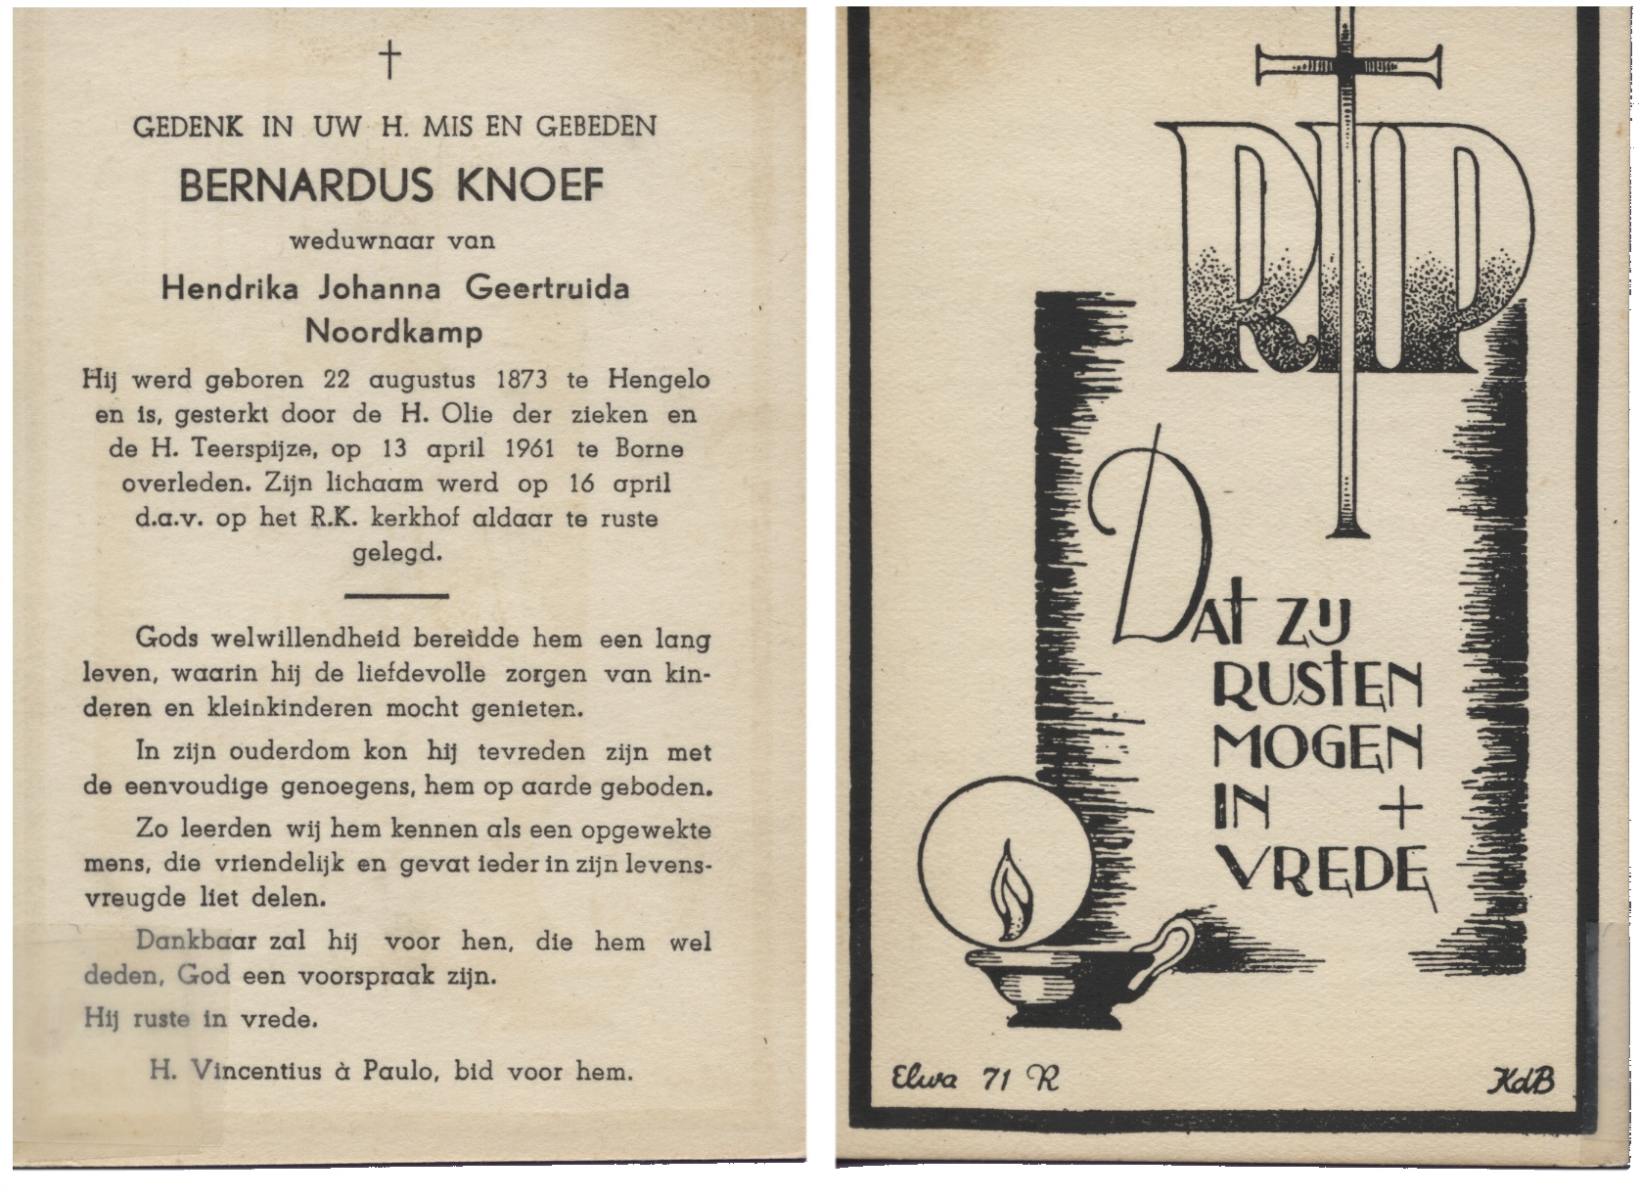 GEDENK IN UW H. MIS EN GEBEDEN
BERNARDUS KNOEF
weduwnaar van
Hendrika Johanna Geertruida
Noordkamp
Hij werd geboren 22 augustus 1873 te Hengelo
en is, gesterkt door de H. Olie der zieken en
de H. Teerspijze, op 13 april 1961 te Borne
overleden. Zijn lichaam werd op 16 april
d.a.v. op het R.K. kerkhof aldaar te ruste
gelegd.
Gods welwillendheid bereidde hem een lang
leven, waarin hij de liefdevolle zorgen van kin-
deren en kleinkinderen mocht genieten.
In zijn ouderdom kon hij tevreden zijn met
de eenvoudige genoegens, hem op aarde geboden.
Zo leerden wij hem kennen als een opgewekte
mens, die vriendelijk en gevat ieder in zijn levens-
vreugde liet delen.
Dankbaar zal hij voor hen, die hem wel
deden, God een voorspraak zijn.
Hij ruste in vrede.
H. Vincentius à Paulo, bid voor hem.
RIP
DAT ZIJ
RUSTEN
MOGEN
IN +
VREDE
Elwa 71 R
KdB